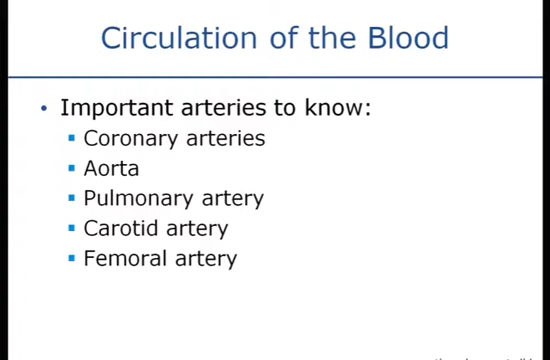 Circulation of the Blood
• Important arteries to know:
▪ Coronary arteries
▪ Aorta
▪ Pulmonary artery
▪ Carotid artery
▪ Femoral artery